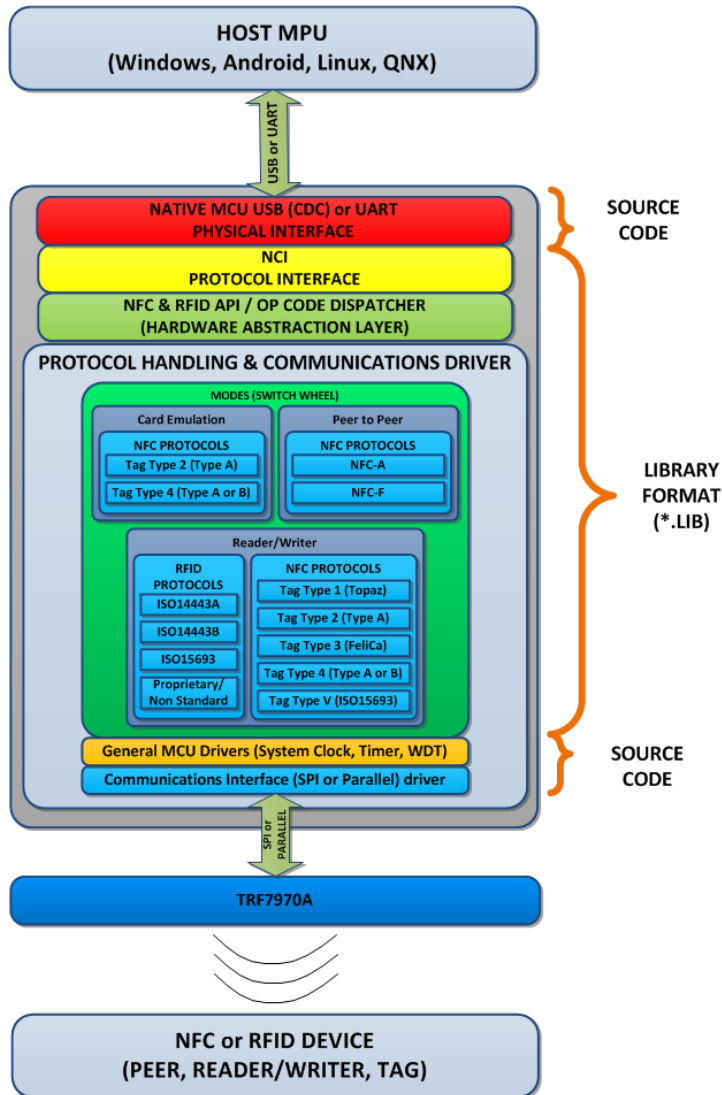 HOST MPU
(Windows, Android, Linux, QNX)
USB or UART
NATIVE MCU USB (CDC) or UART
PHYSICAL INTERFACE
SOURCE
CODE
NCI
PROTOCOL INTERFACE
NFC & RFID API / OP CODE DISPATCHER
(HARDWARE ABSTRACTION LAYER)
PROTOCOL HANDLING & COMMUNICATIONS DRIVER
MODES (SWITCH WHEEL)
Card Emulation
NFC PROTOCOLS
Tag Type 2 (Type A)
Tag Type 4 (Type A or B)
Peer to Peer
NFC PROTOCOLS
NFC-A
NFC-F
LIBRARY
FORMAT
(*.LIB)
Reader/Writer
RFID
PROTOCOLS
ISO14443A
ISO14443B
ISO15693
Proprietary/
Non Standard
NFC PROTOCOLS
Tag Type 1 (Topaz)
Tag Type 2 (Type A)
Tag Type 3 (FeliCa)
Tag Type 4 (Type A or B)
Tag Type V (ISO15693)
General MCU Drivers (System Clock, Timer, WDT)
Communications Interface (SPI or Parallel) driver
SOURCE
CODE
SPI or
PARALLEL
TRF7970A
NFC or RFID DEVICE
(PEER, READER/WRITER, TAG)